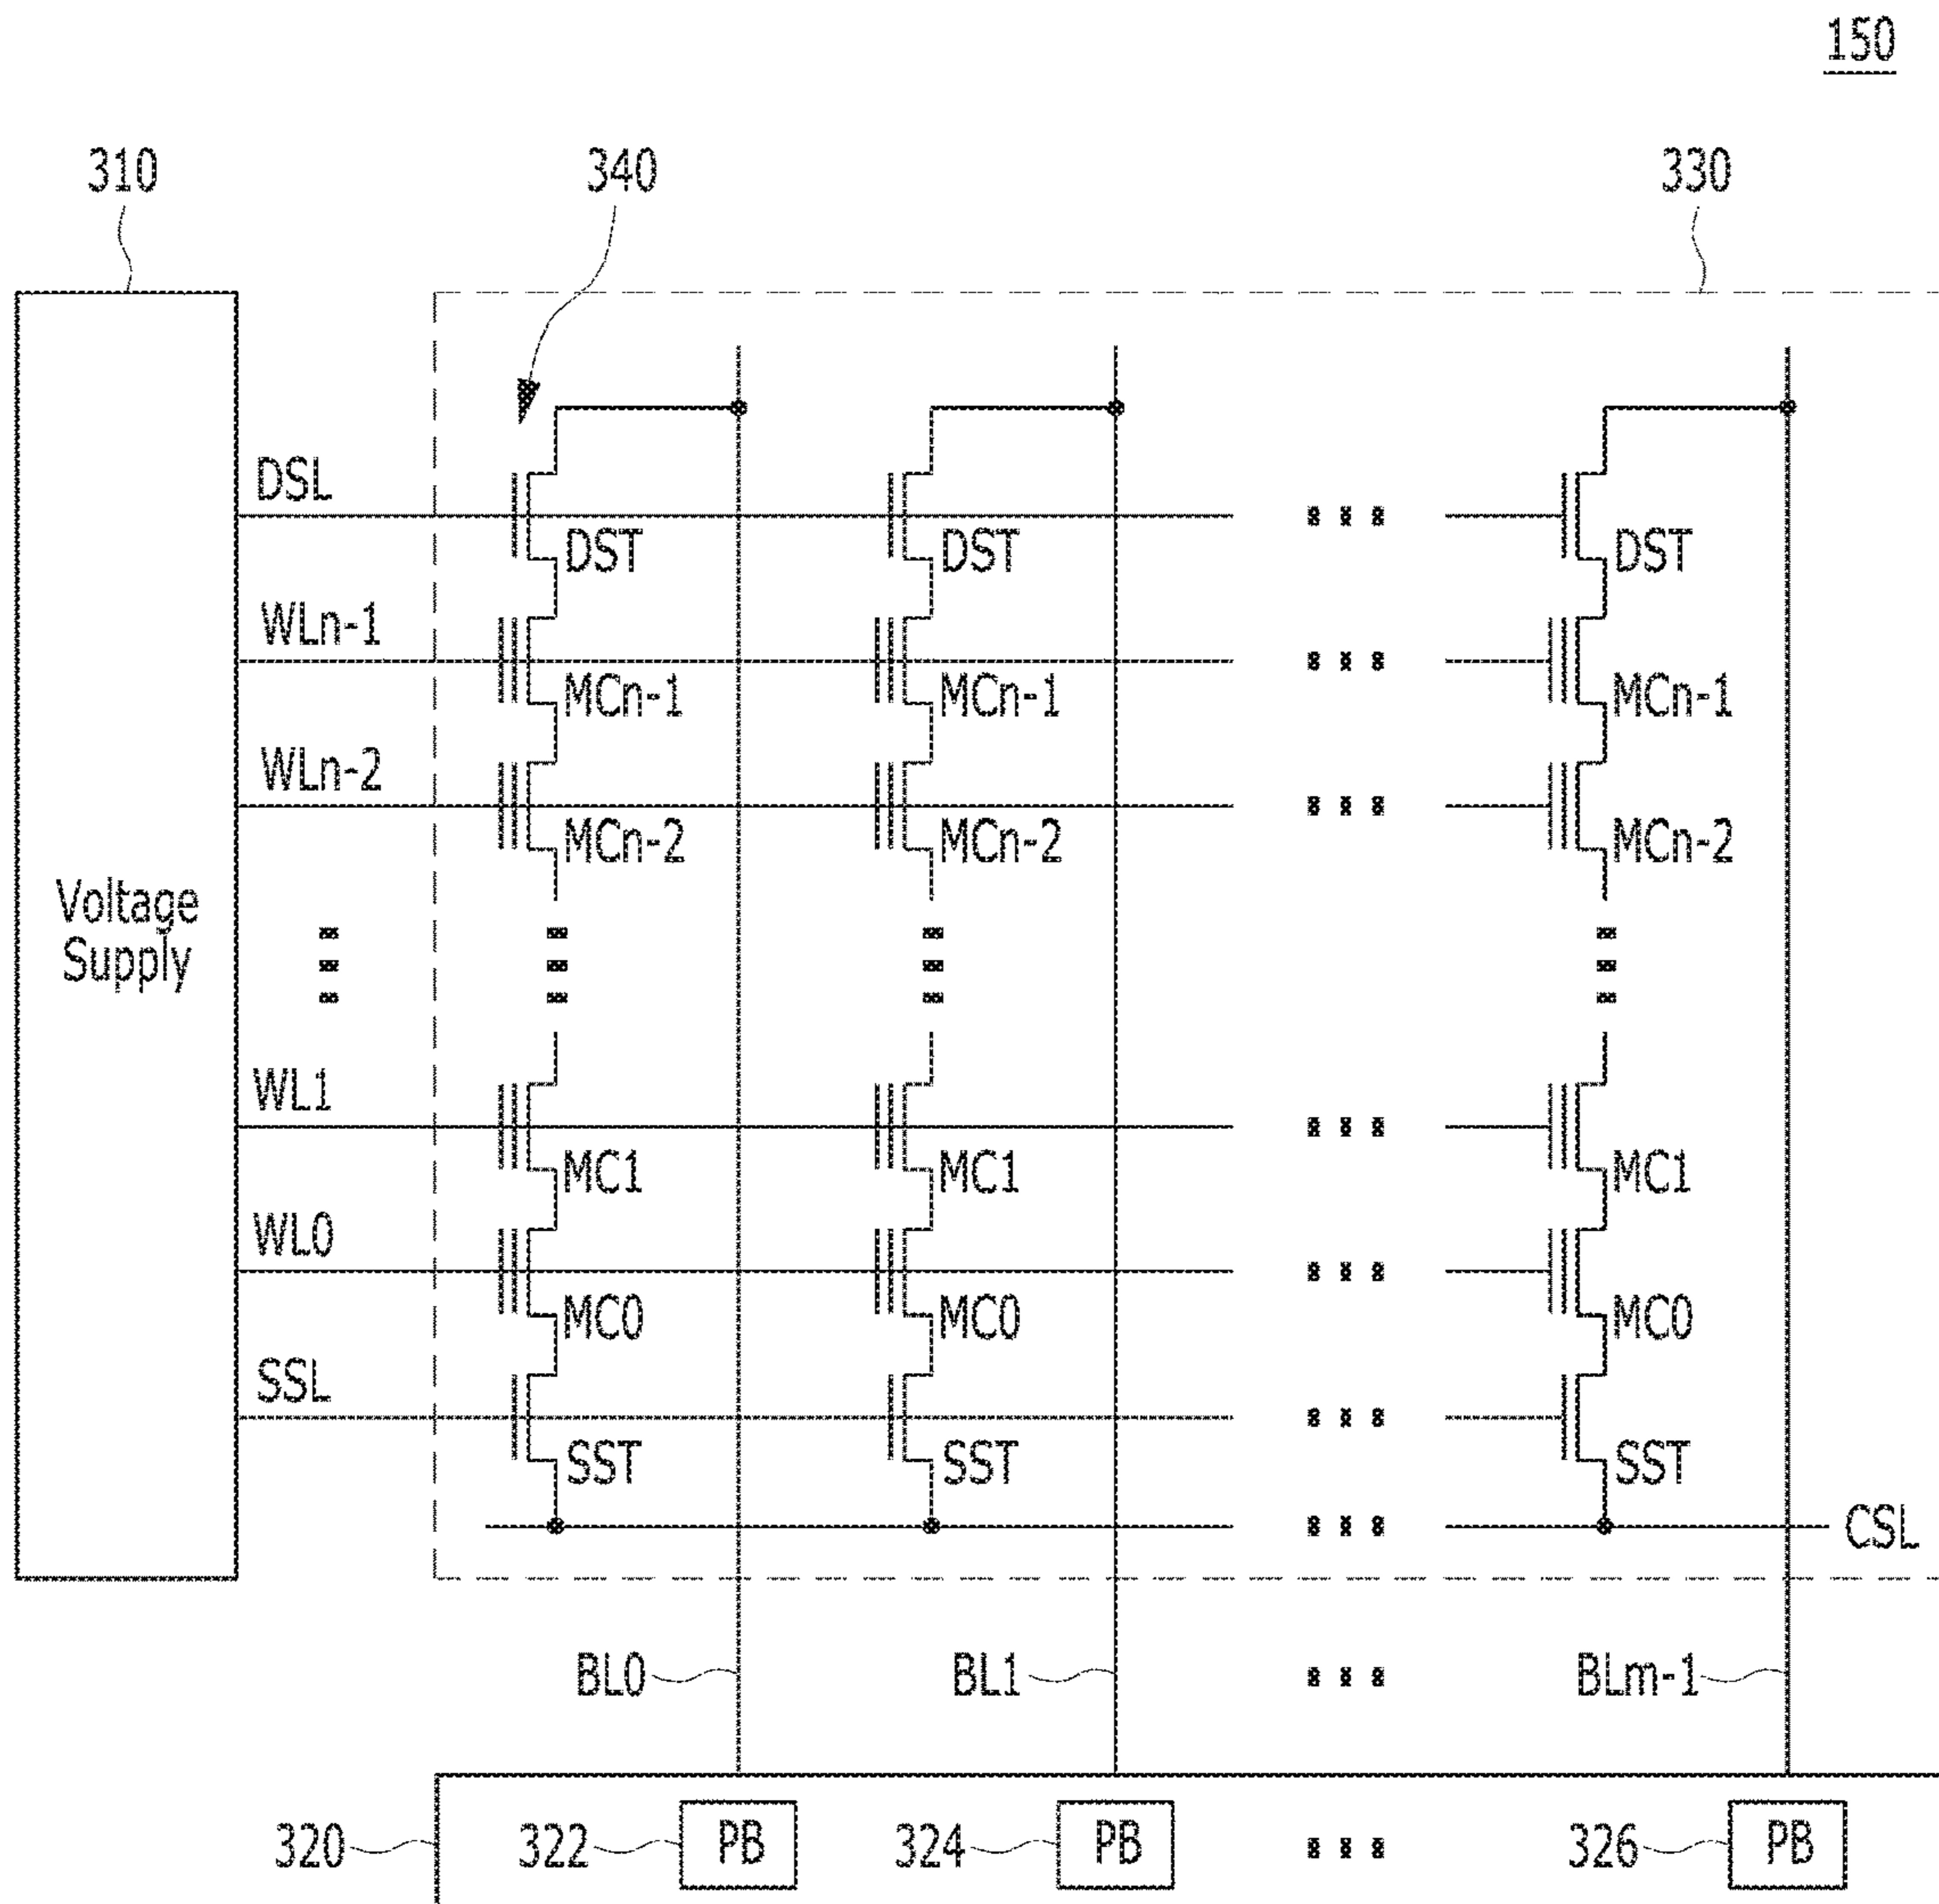 150
310
340
330
DSL
DST DST DST
WLn-1
MCn-1 MCn-1 MCn-1
WLn-2
MCn-2 MCn-2 MCn-2
Voltage
Supply
WL1
MC1 MC1 MC1
WL0
MC0 MC0 MC0
SSL
SST SST SST
CSL
BL0 BL1 BLm-1
320 322 PB 324 PB 326 PB